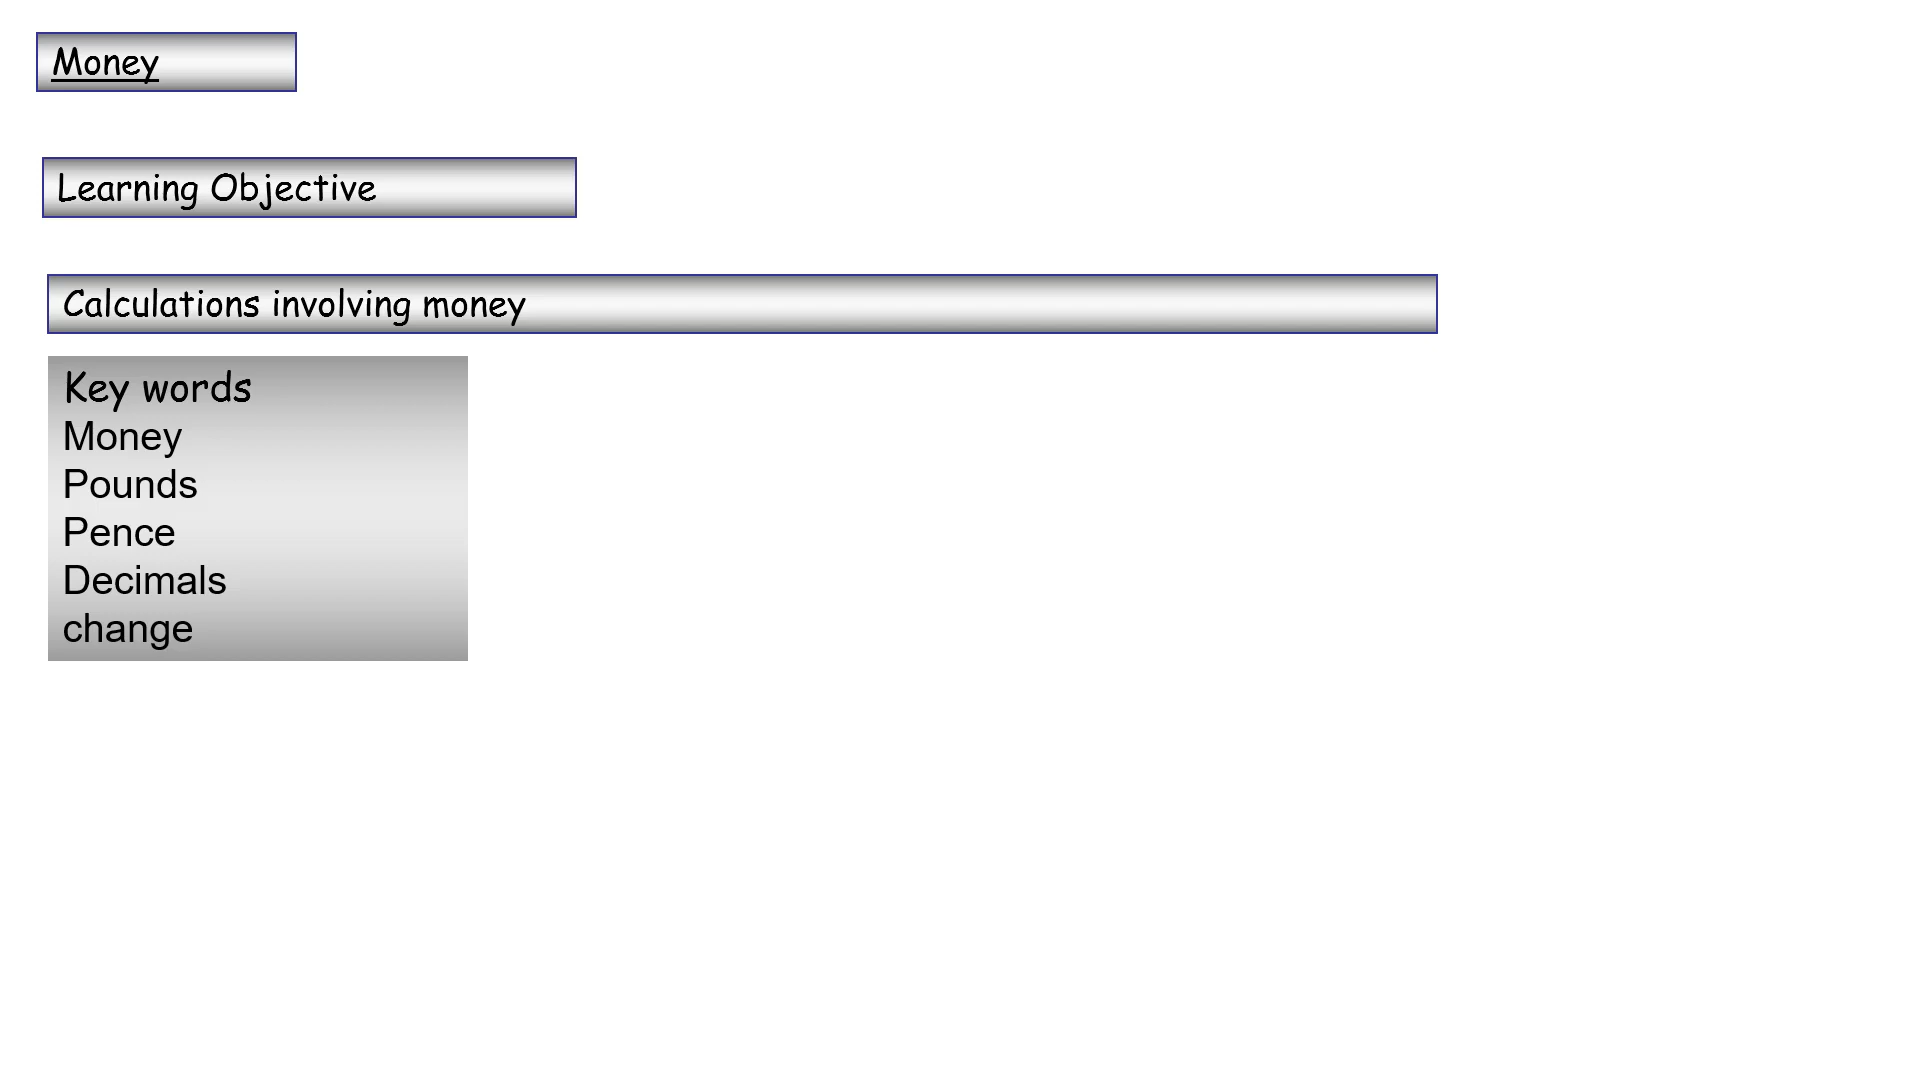 Money
Learning Objective
Calculations involving money
Key words
Money
Pounds
Pence
Decimals
change